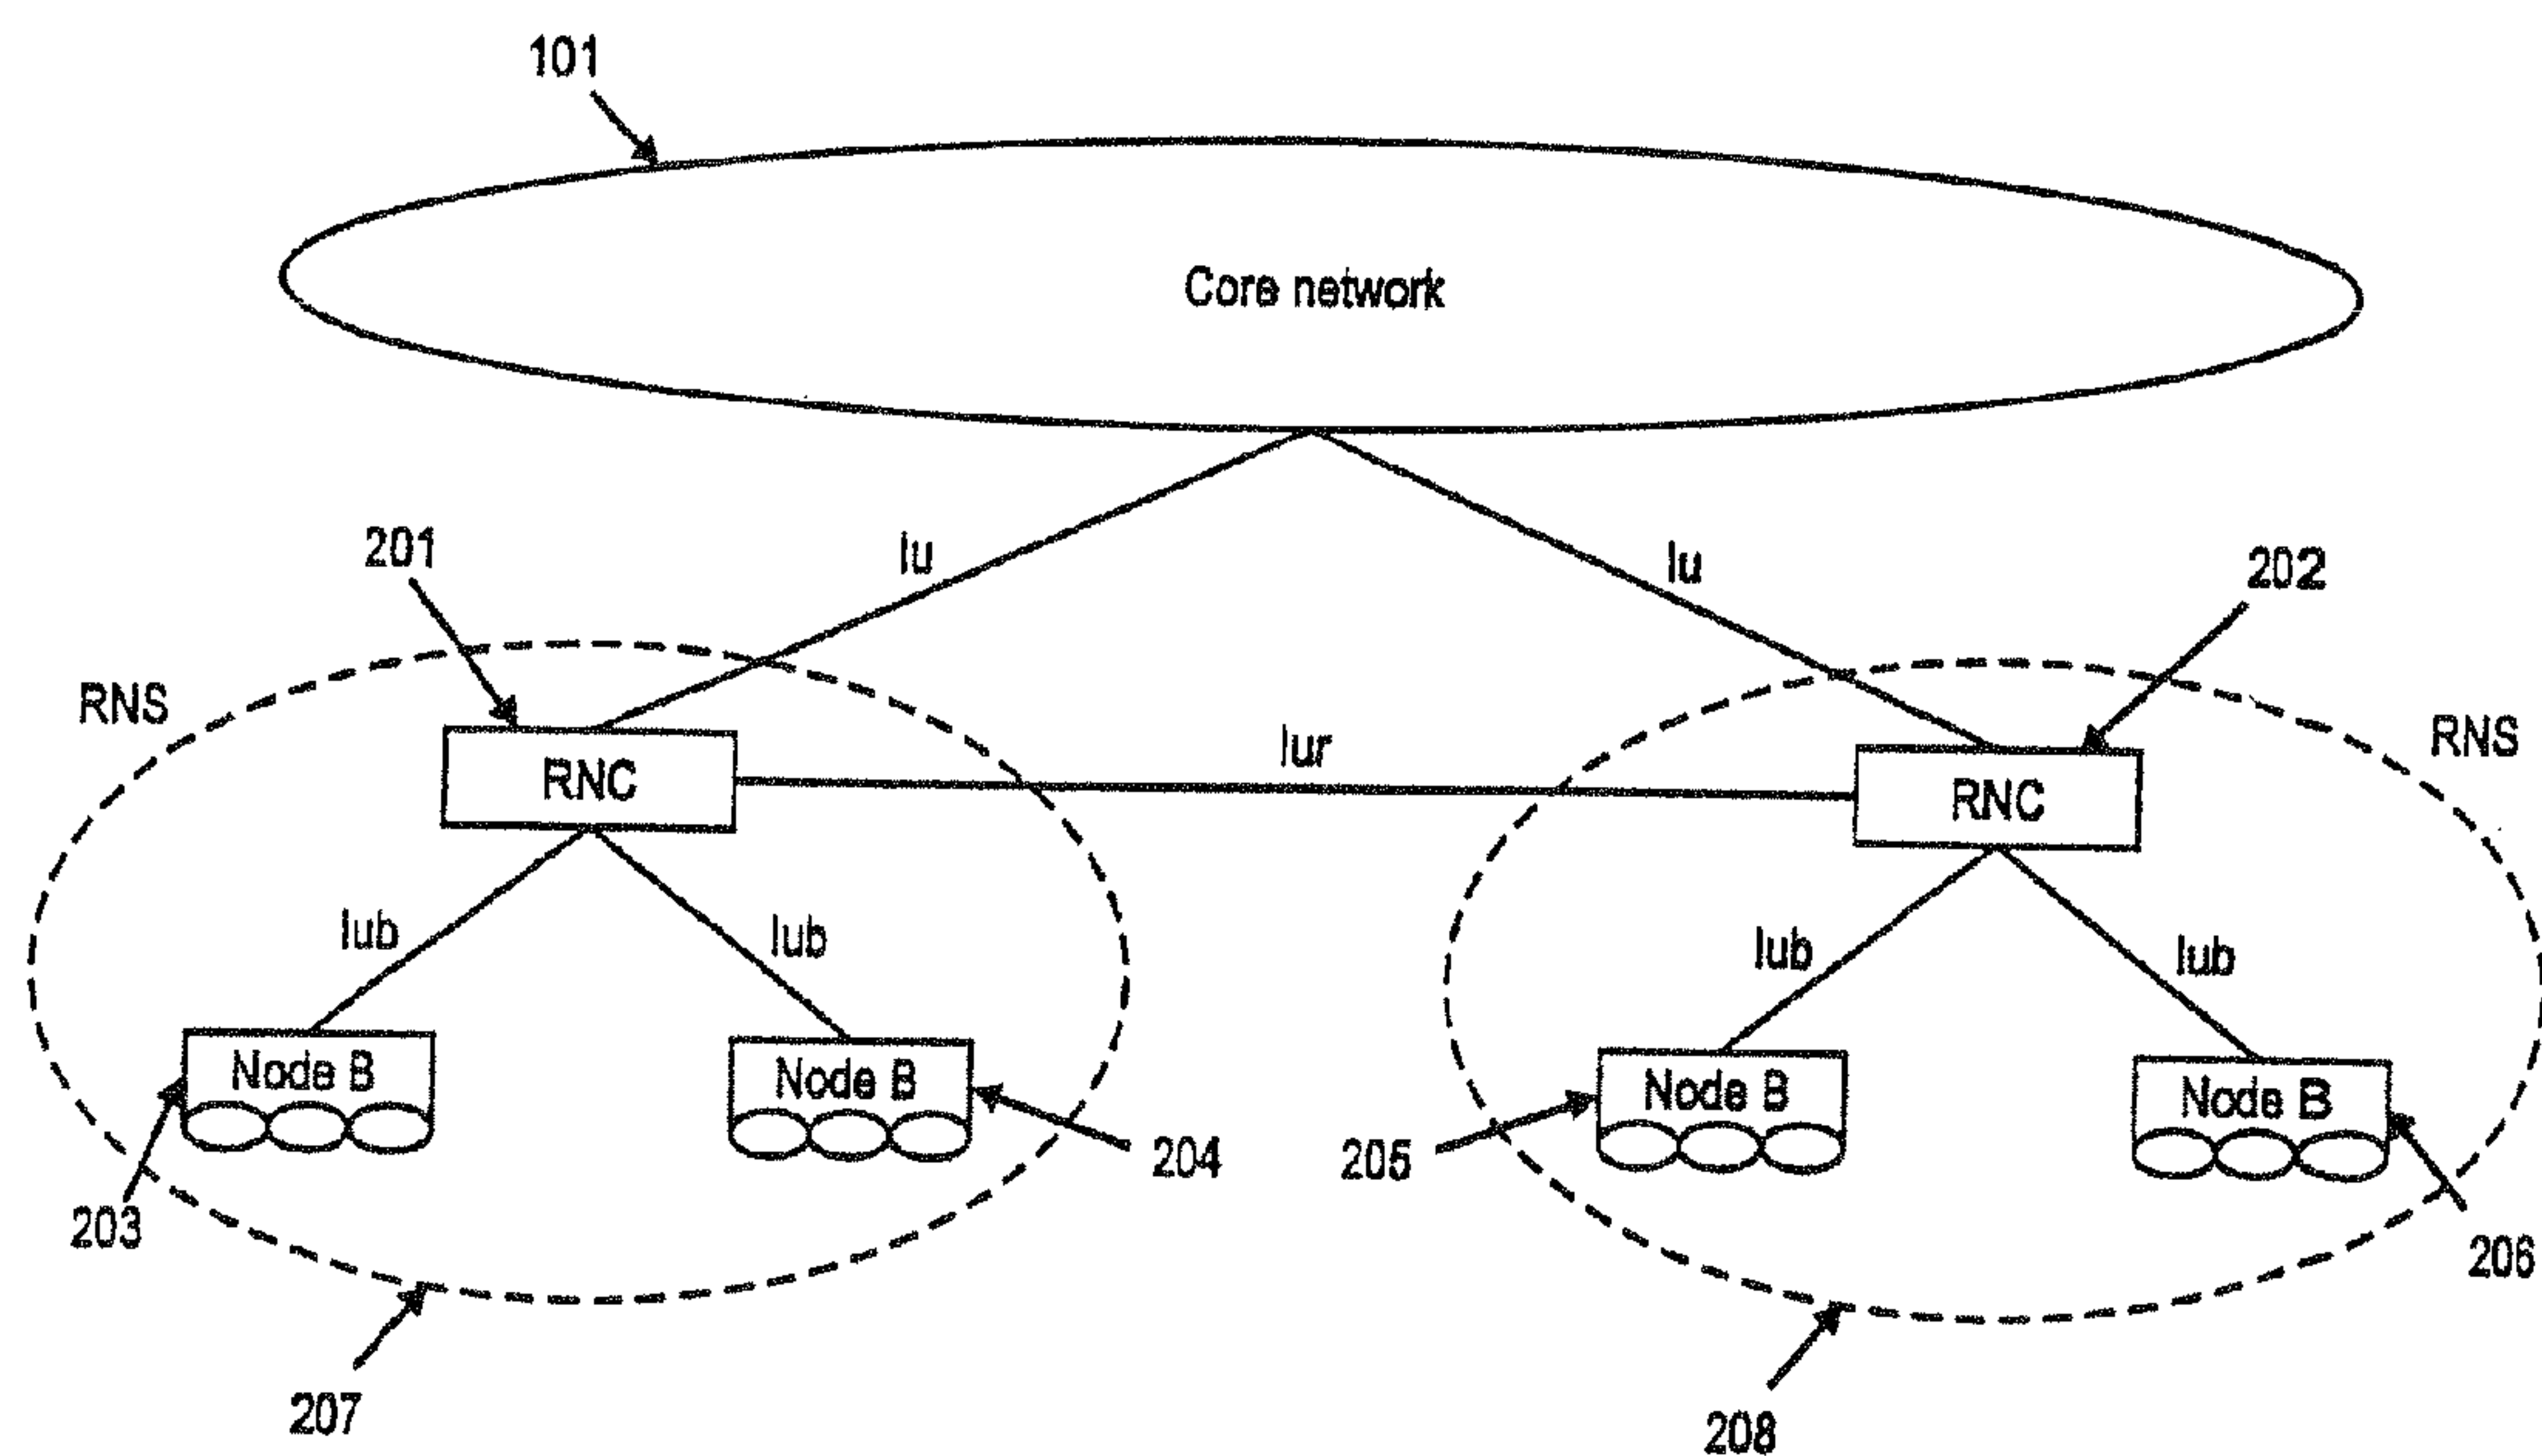 101
Core network
201
Iu
Iu
202
RNS
RNS
RNC
Iur
RNC
Iub
Iub
Iub
Iub
Node B
Node B
Node B
Node B
203
204
205
206
207
208